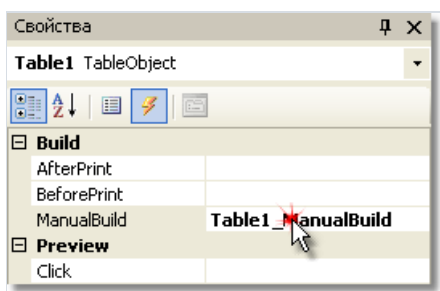 Свойства
Table1 TableObject
Build
AfterPrint
BeforePrint
ManualBuild Table1_ManualBuild
Preview
Click